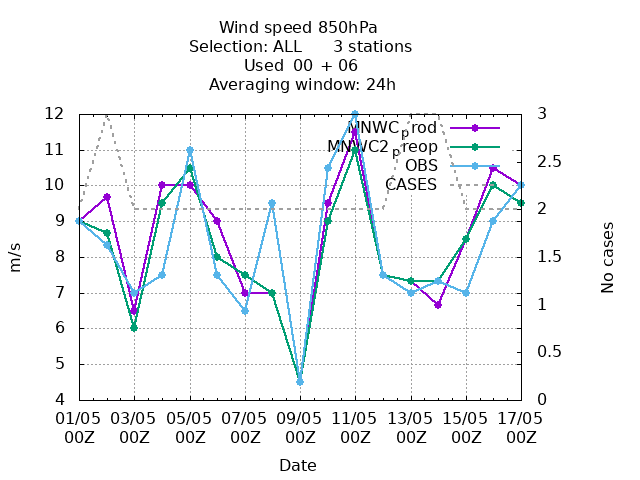 Wind speed 850hPa
Selection: ALL 3 stations
Used 00 + 06
Averaging window: 24h
12
11
10
9
8
7
6
5
4
m/s
3
2.5
2
1.5
1
0.5
0
No cases
MNWC_prod
MNWC2_preop
OBS
CASES
01/05 03/05 05/05 07/05 09/05 11/05 13/05 15/05 17/05
00Z 00Z 00Z 00Z 00Z 00Z 00Z 00Z 00Z
Date